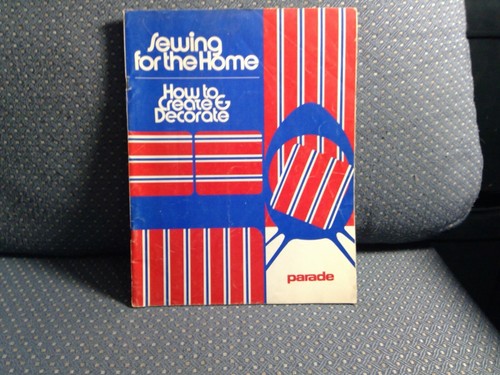 Sewing
for the Home
How to
Create &
Decorate
parade